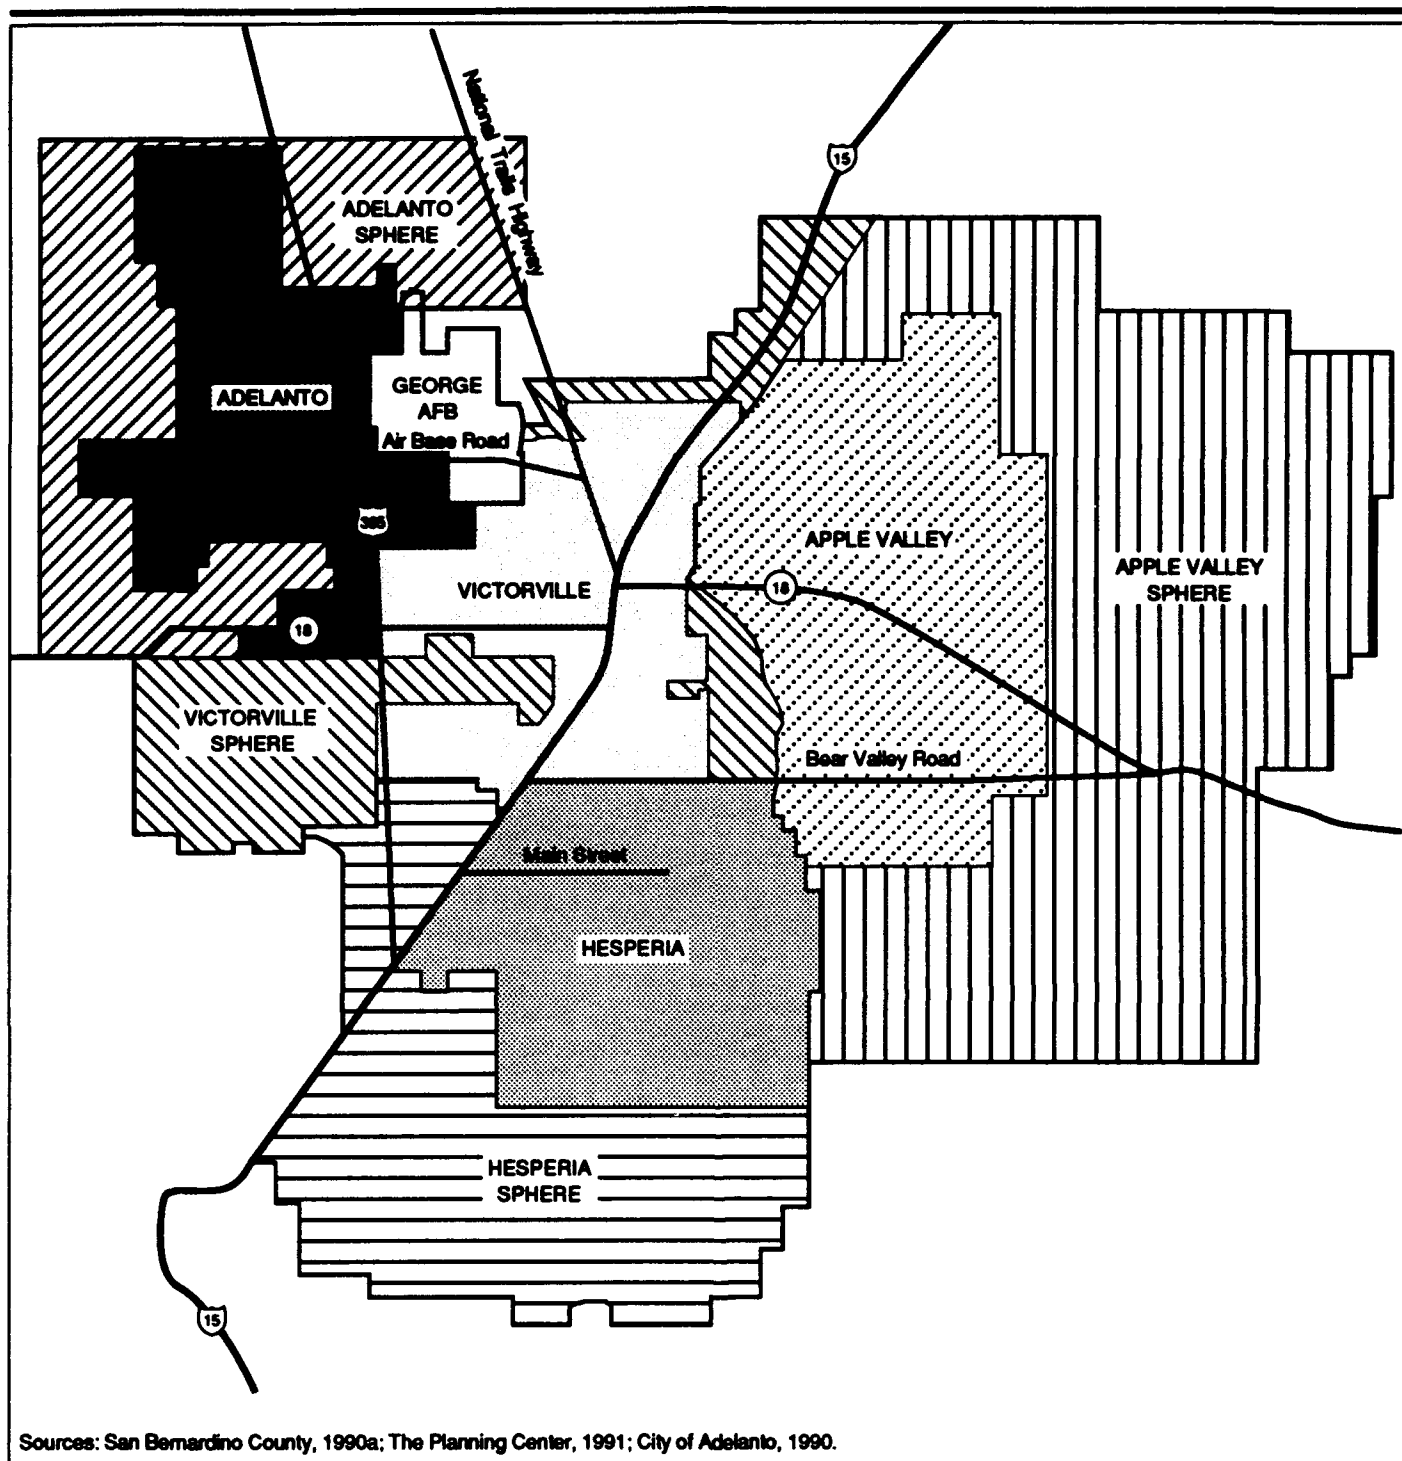 National Trails Highway
15
ADELANTO
SPHERE
GEORGE
AFB
ADELANTO
Air Base Road
395
APPLE VALLEY
APPLE VALLEY
SPHERE
VICTORVILLE
18
18
VICTORVILLE
SPHERE
Bear Valley Road
Main Street
HESPERIA
HESPERIA
SPHERE
15
Sources: San Bernardino County, 1990a; The Planning Center, 1991; City of Adelanto, 1990.